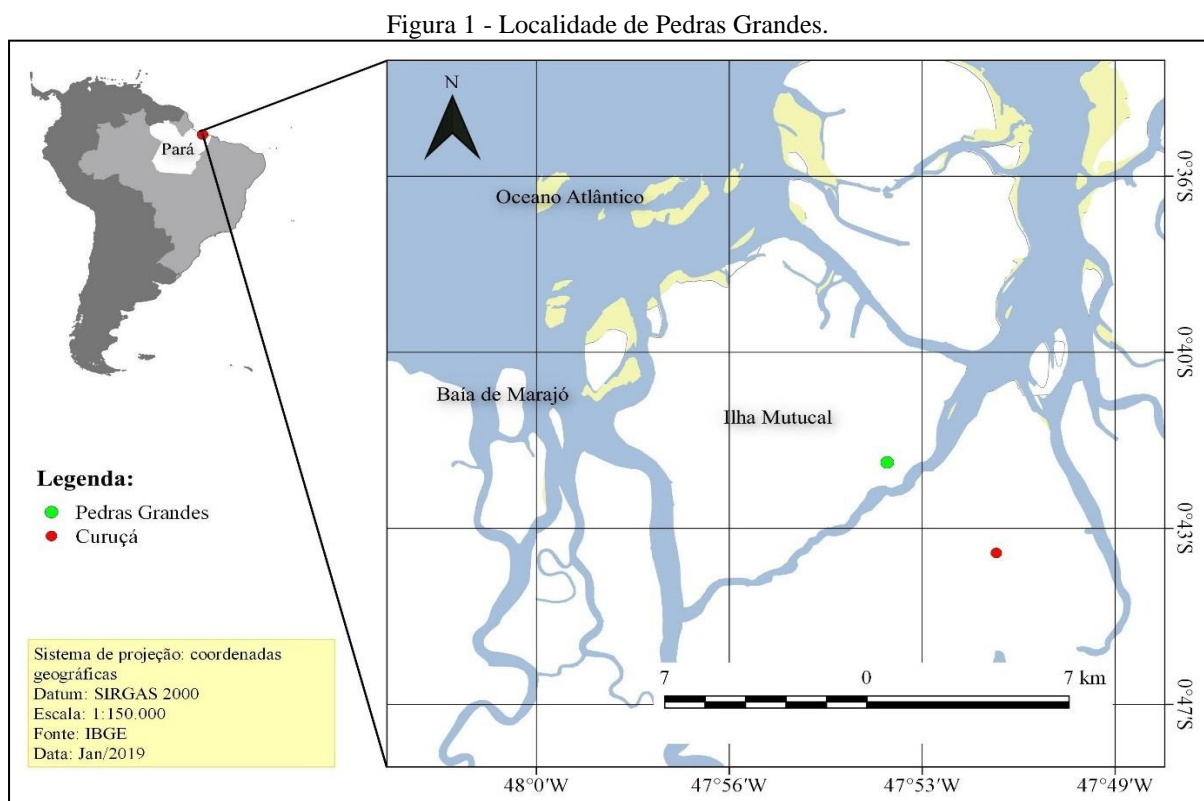 Figura 1 - Localidade de Pedras Grandes.
Pará
N
Oceano Atlântico
Baía de Marajó
Ilha Mutucal
0°36'S
0°40'S
0°43'S
0°47'S
Legenda:
Pedras Grandes
Curuçá
7 0 7 km
Sistema de projeção: coordenadas
geográficas
Datum: SIRGAS 2000
Escala: 1:150.000
Fonte: IBGE
Data: Jan/2019
48°0'W 47°56'W 47°53'W 47°49'W